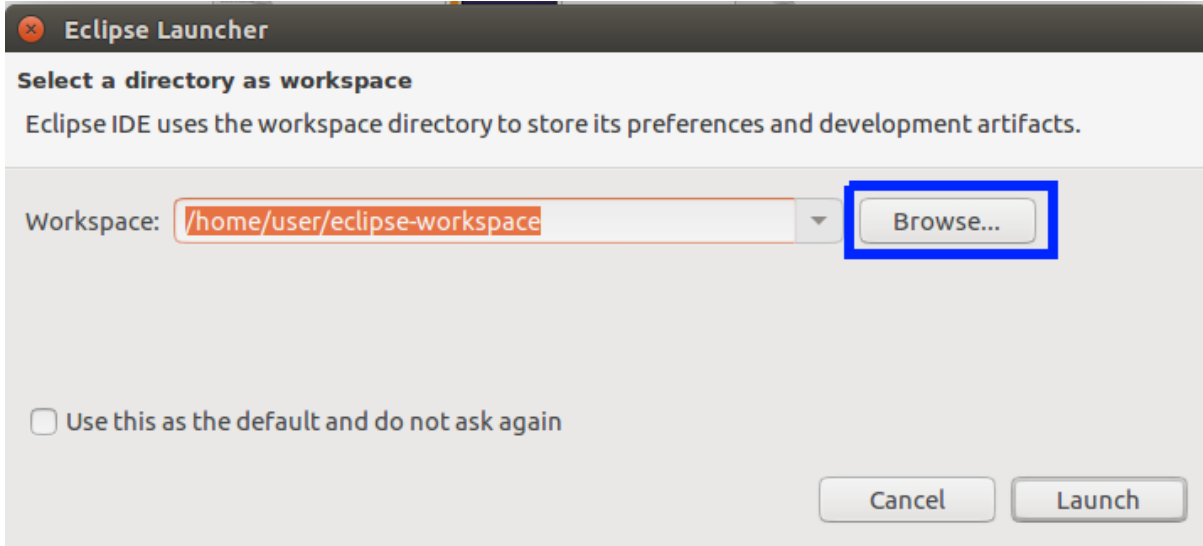 Eclipse Launcher
Select a directory as workspace
Eclipse IDE uses the workspace directory to store its preferences and development artifacts.
Workspace: /home/user/eclipse-workspace Browse...
Use this as the default and do not ask again
Cancel Launch